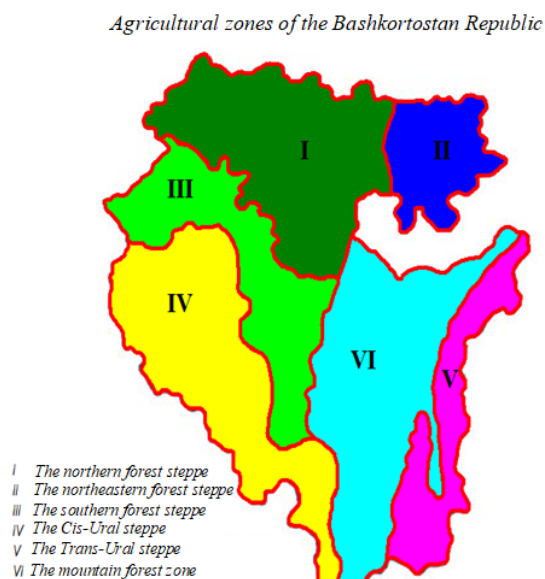 Agricultural zones of the Bashkortostan Republic
I
II
III
IV
VI
V
I The northern forest steppe
II The northeastern forest steppe
III The southern forest steppe
IV The Cis-Ural steppe
V The Trans-Ural steppe
VI The mountain forest zone